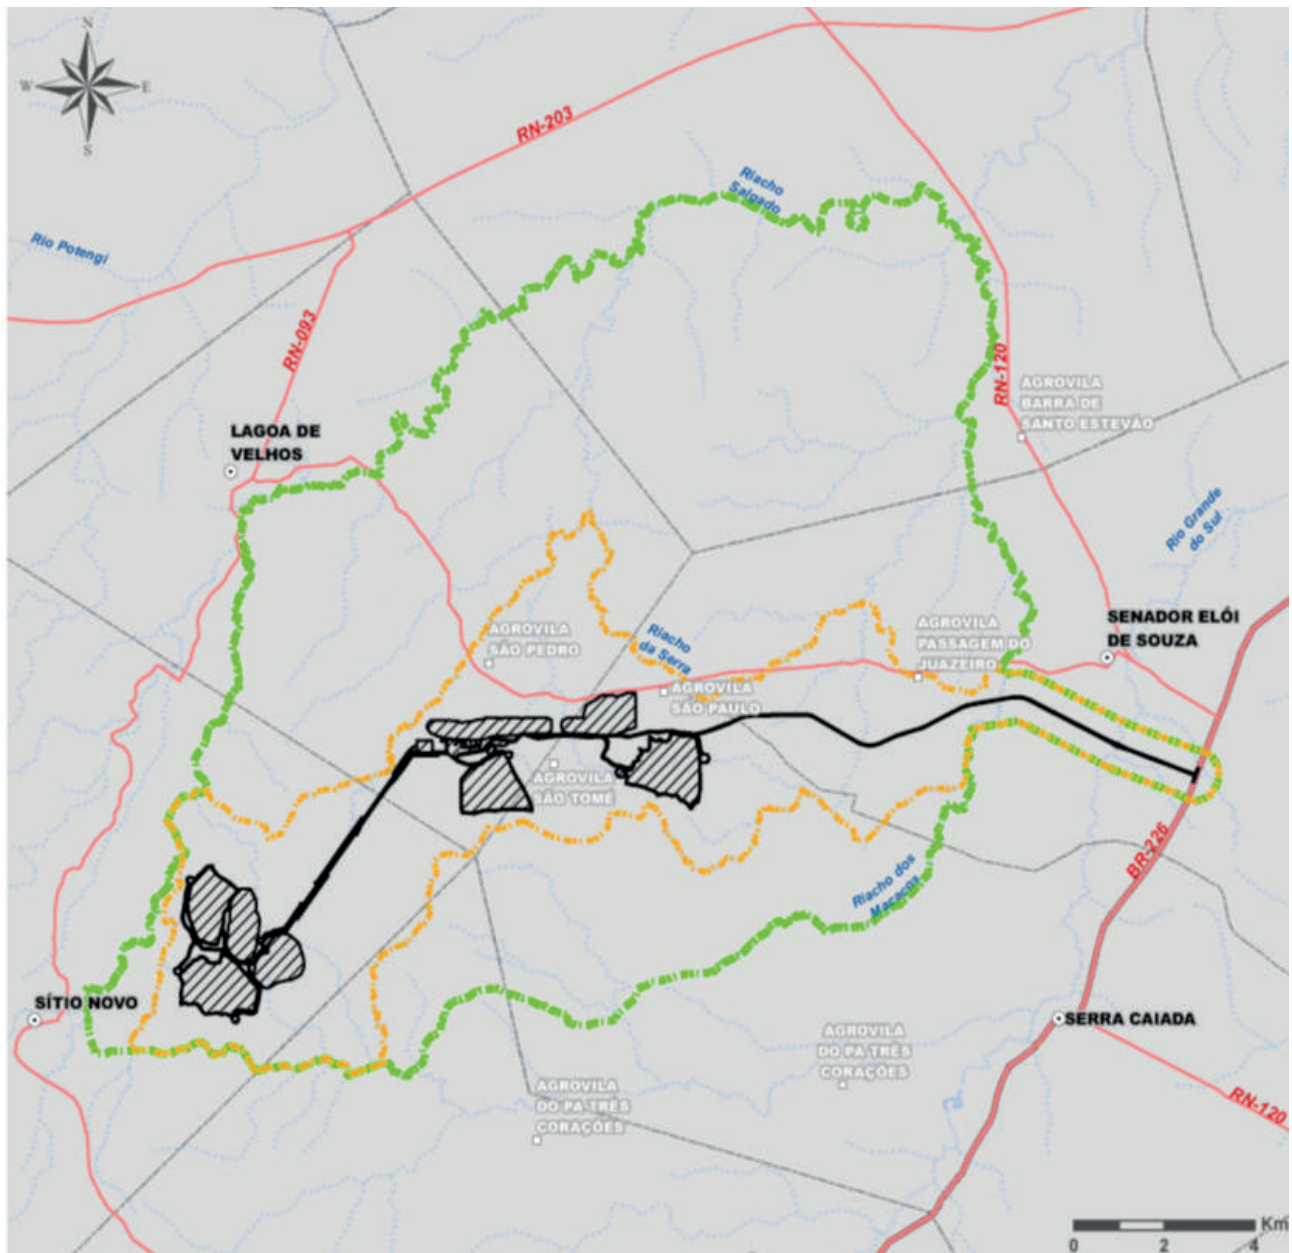 N
W
E
S
RN-203
Riacho
Salgado
Rio Potengi
RN-093
RN-120
AGROVILA
BARRA DE
SANTO ESTEVÃO
LAGOA DE
VELHOS
Rio Grande
do Sul
AGROVILA
SÃO PEDRO
Riacho
da Serra
AGROVILA
PASSAGEM DO
JUAZEIRO
SENADOR ELÓI
DE SOUZA
AGROVILA
SÃO PAULO
AGROVILA
SÃO TOMÉ
BR-226
Riacho dos
Macacos
SÍTIO NOVO
SERRA CAIADA
AGROVILA
DO PA TRÊS
CORAÇÕES
AGROVILA
DO PA TRÊS
CORAÇÕES
RN-120
Km
0 2 4